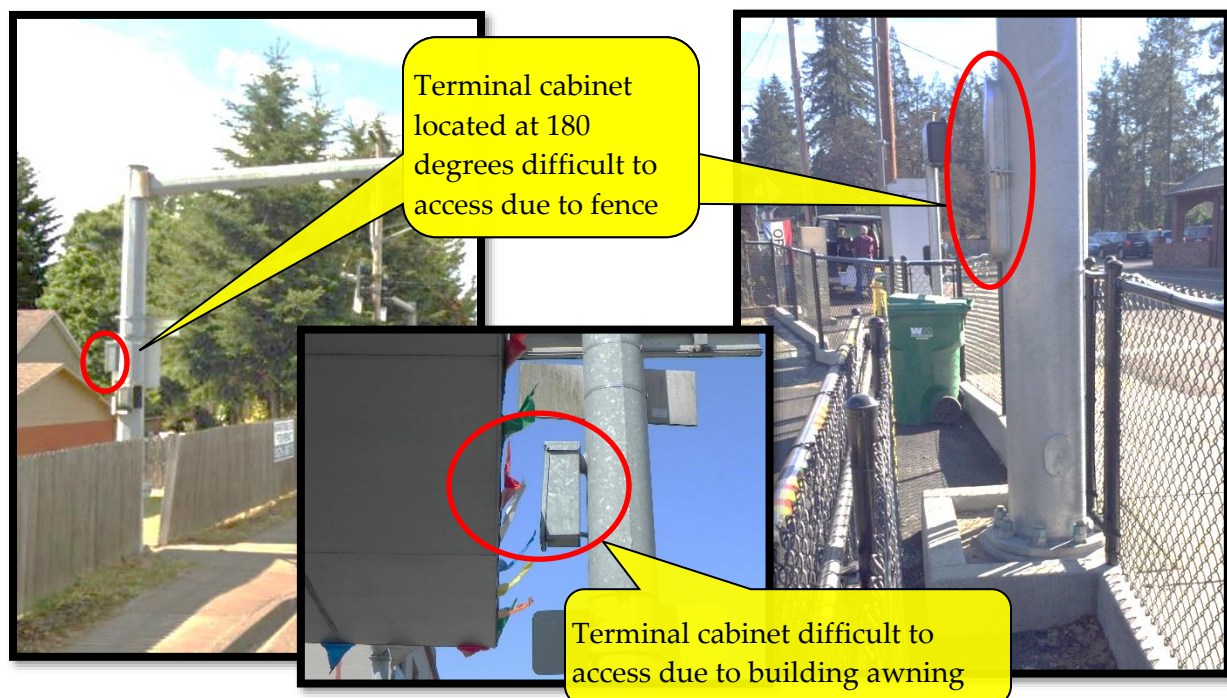 Terminal cabinet
located at 180
degrees difficult to
access due to fence
Terminal cabinet difficult to
access due to building awning